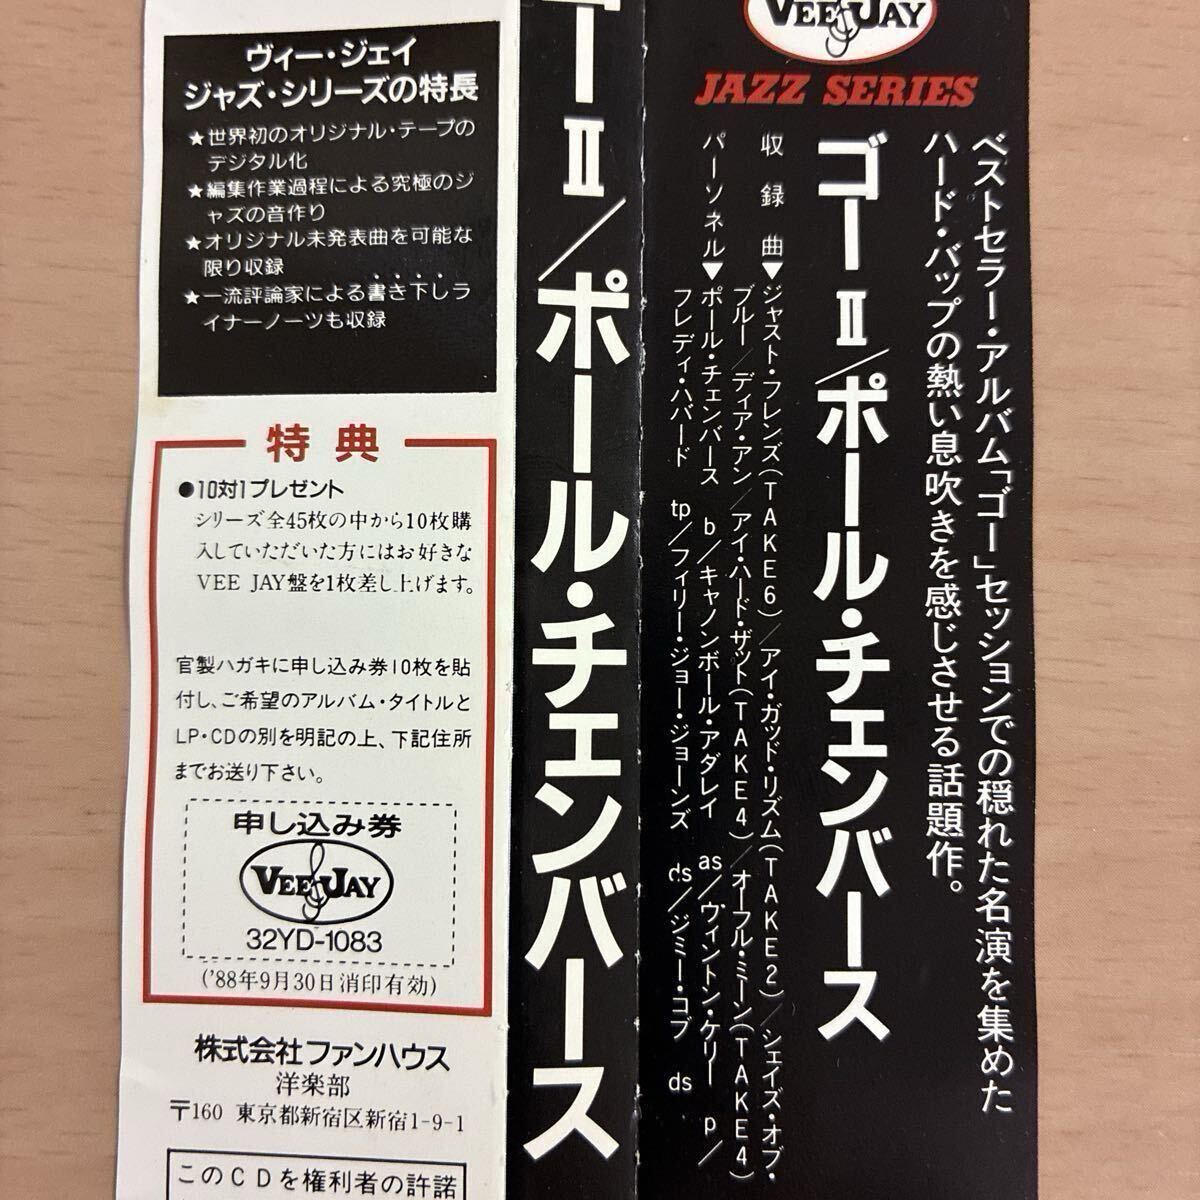 ヴィー・ジェイ
ジャズ・シリーズの特長
★世界初のオリジナル・テープの
デジタル化
★編集作業過程による究極のジ
ャズの音作り
★オリジナル未発表曲を可能な
限り収録
★一流評論家による書き下しラ
イナーノーツも収録
特典
●10対1プレゼント
シリーズ全45枚の中から10枚購
入していただいた方にはお好きな
VEE JAY盤を1枚差し上げます。
官製ハガキに申し込み券10枚を貼
付し、ご希望のアルバム・タイトルと
LP・CDの別を明記の上、下記住所
までお送り下さい。
申し込み券
VEE JAY
32YD-1083
('88年9月30日消印有効)
株式会社ファンハウス
洋楽部
〒160 東京都新宿区新宿1-9-1
このCDを権利者の許諾
ゴーⅡ/ポール・チェンバース
VEE JAY
JAZZ SERIES
ベストセラー・アルバム「ゴー」セッションでの隠れた名演を集めた
ハード・バップの熱い息吹きを感じさせる話題作。
ゴーⅡ/ポール・チェンバース
収録曲▼ジャスト・フレンズ(TAKE6)/アイ・ガッド・リズム(TAKE2)/シェイズ・オブ・
ブルー/ディア・アン/アイ・ハード・ザット(TAKE4)/オーフル・ミーン(TAKE4)
パーソネル▼ポール・チェンバース b/キャノンボール・アダレイ as/ウィントン・ケリー p/
フレディ・ハバード tp/フィリー・ジョー・ジョーンズ ds/ジミー・コブ ds